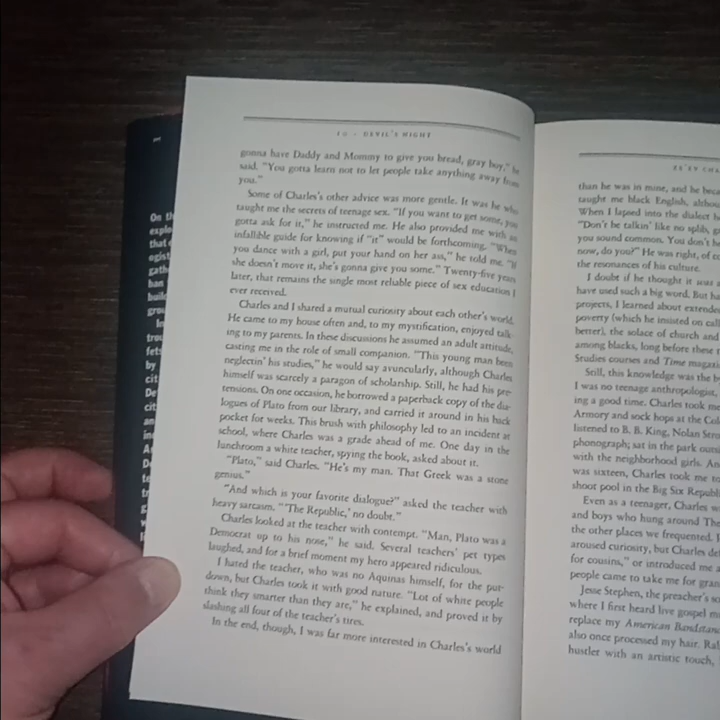 10 · DEVIL'S NIGHT
gonna have Daddy and Mommy to give you bread, gray boy," he
said. "You gotta learn not to let people take anything away from
you."
Some of Charles's other advice was more gentle. It was he who
taught me the secrets of teenage sex. "If you want to get some, you
gotta ask for it," he instructed me. He also provided me with an
infallible guide for knowing if "it" would be forthcoming. "When
you dance with a girl, put your hand on her ass," he told me. "If
she doesn't move it, she's gonna give you some." Twenty-five years
later, that remains the single most reliable piece of sex education I
ever received.
Charles and I shared a mutual curiosity about each other's world.
He came to my house often and, to my mystification, enjoyed talk-
ing to my parents. In these discussions he assumed an adult attitude,
casting me in the role of small companion. "This young man been
neglectin' his studies," he would say avuncularly, although Charles
himself was scarcely a paragon of scholarship. Still, he had his pre-
tensions. On one occasion, he borrowed a paperback copy of the dia-
logues of Plato from our library, and carried it around in his back
pocket for weeks. This brush with philosophy led to an incident at
school, where Charles was a grade ahead of me. One day in the
lunchroom a white teacher, spying the book, asked about it.
"Plato," said Charles. "He's my man. That Greek was a stone
genius."
"And which is your favorite dialogue?" asked the teacher with
heavy sarcasm. "'The Republic,' no doubt."
Charles looked at the teacher with contempt. "Man, Plato was a
Democrat up to his nose," he said. Several teachers' pet types
laughed, and for a brief moment my hero appeared ridiculous.
I hated the teacher, who was no Aquinas himself, for the put-
down, but Charles took it with good nature. "Lot of white people
think they smarter than they are," he explained, and proved it by
slashing all four of the teacher's tires.
In the end, though, I was far more interested in Charles's world
than he was in mine, and he
taught me black English,
When I lapsed into the dialect
"Don't be talkin' like no splib,
you sound common. You don't
now, do you?" He was right, of
the resonances of his culture.
I doubt if he thought it was
have used such a big word. But
projects, I learned about
poverty (which he insisted on
better), the solace of church and
among blacks, long before these
Studies courses and Time
Still, this knowledge was the
I was no teenage anthropologist,
ing a good time. Charles took me
Armory and sock hops at the
listened to B. B. King, Nolan
phonograph; sat in the park
with the neighborhood girls.
was sixteen, Charles took me to
shoot pool in the Big Six
Even as a teenager, Charles
and boys who hung around
the other places we frequented.
aroused curiosity, but Charles
for cousins," or introduced me
people came to take me for
Jesse Stephen, the preacher's
where I first heard live gospel
replace my American
also once processed my hair.
hustler with an artistic touch,
On
that
In
by